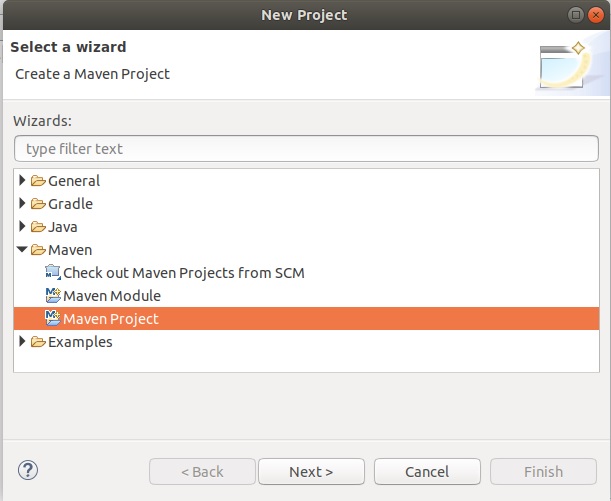 New Project
Select a wizard
Create a Maven Project
Wizards:
type filter text
General
Gradle
Java
Maven
Check out Maven Projects from SCM
Maven Module
Maven Project
Examples
? < Back Next > Cancel Finish